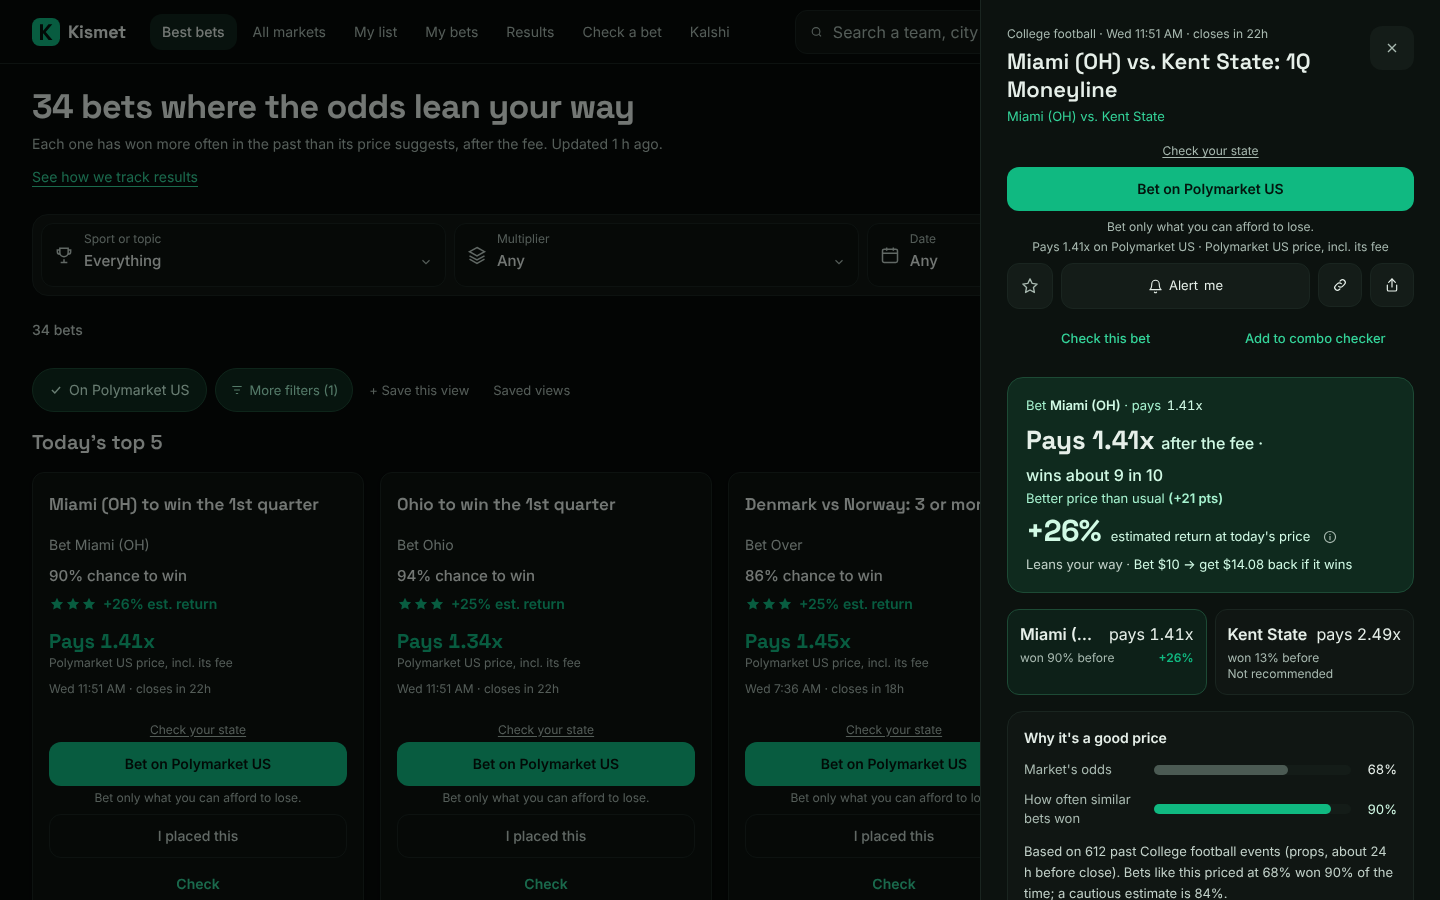 Kismet
Best bets
All markets
My list
My bets
Results
Check a bet
Kalshi
Search a team, city
34 bets where the odds lean your way
Each one has won more often in the past than its price suggests, after the fee. Updated 1 h ago.
See how we track results
Sport or topic
Everything
Multiplier
Any
Date
Any
34 bets
On Polymarket US
More filters (1)
+ Save this view
Saved views
Today's top 5
Miami (OH) to win the 1st quarter
Bet Miami (OH)
90% chance to win
★★★ +26% est. return
Pays 1.41x
Polymarket US price, incl. its fee
Wed 11:51 AM · closes in 22h
Check your state
Bet on Polymarket US
Bet only what you can afford to lose.
I placed this
Check
Ohio to win the 1st quarter
Bet Ohio
94% chance to win
★★★ +25% est. return
Pays 1.34x
Polymarket US price, incl. its fee
Wed 11:51 AM · closes in 22h
Check your state
Bet on Polymarket US
Bet only what you can afford to lose.
I placed this
Check
Denmark vs Norway: 3 or mor
Bet Over
86% chance to win
★★★ +25% est. return
Pays 1.45x
Polymarket US price, incl. its fee
Wed 7:36 AM · closes in 18h
Check your state
Bet on Polymarket US
Bet only what you can afford to lo
I placed this
Check
College football · Wed 11:51 AM · closes in 22h
Miami (OH) vs. Kent State: 1Q
Moneyline
Miami (OH) vs. Kent State
Check your state
Bet on Polymarket US
Bet only what you can afford to lose.
Pays 1.41x on Polymarket US · Polymarket US price, incl. its fee
Alert me
Check this bet
Add to combo checker
Bet Miami (OH) · pays 1.41x
Pays 1.41x after the fee ·
wins about 9 in 10
Better price than usual (+21 pts)
+26% estimated return at today's price
Leans your way · Bet $10 → get $14.08 back if it wins
Miami (... pays 1.41x
won 90% before +26%
Kent State pays 2.49x
won 13% before
Not recommended
Why it's a good price
Market's odds 68%
How often similar
bets won 90%
Based on 612 past College football events (props, about 24
h before close). Bets like this priced at 68% won 90% of the
time; a cautious estimate is 84%.